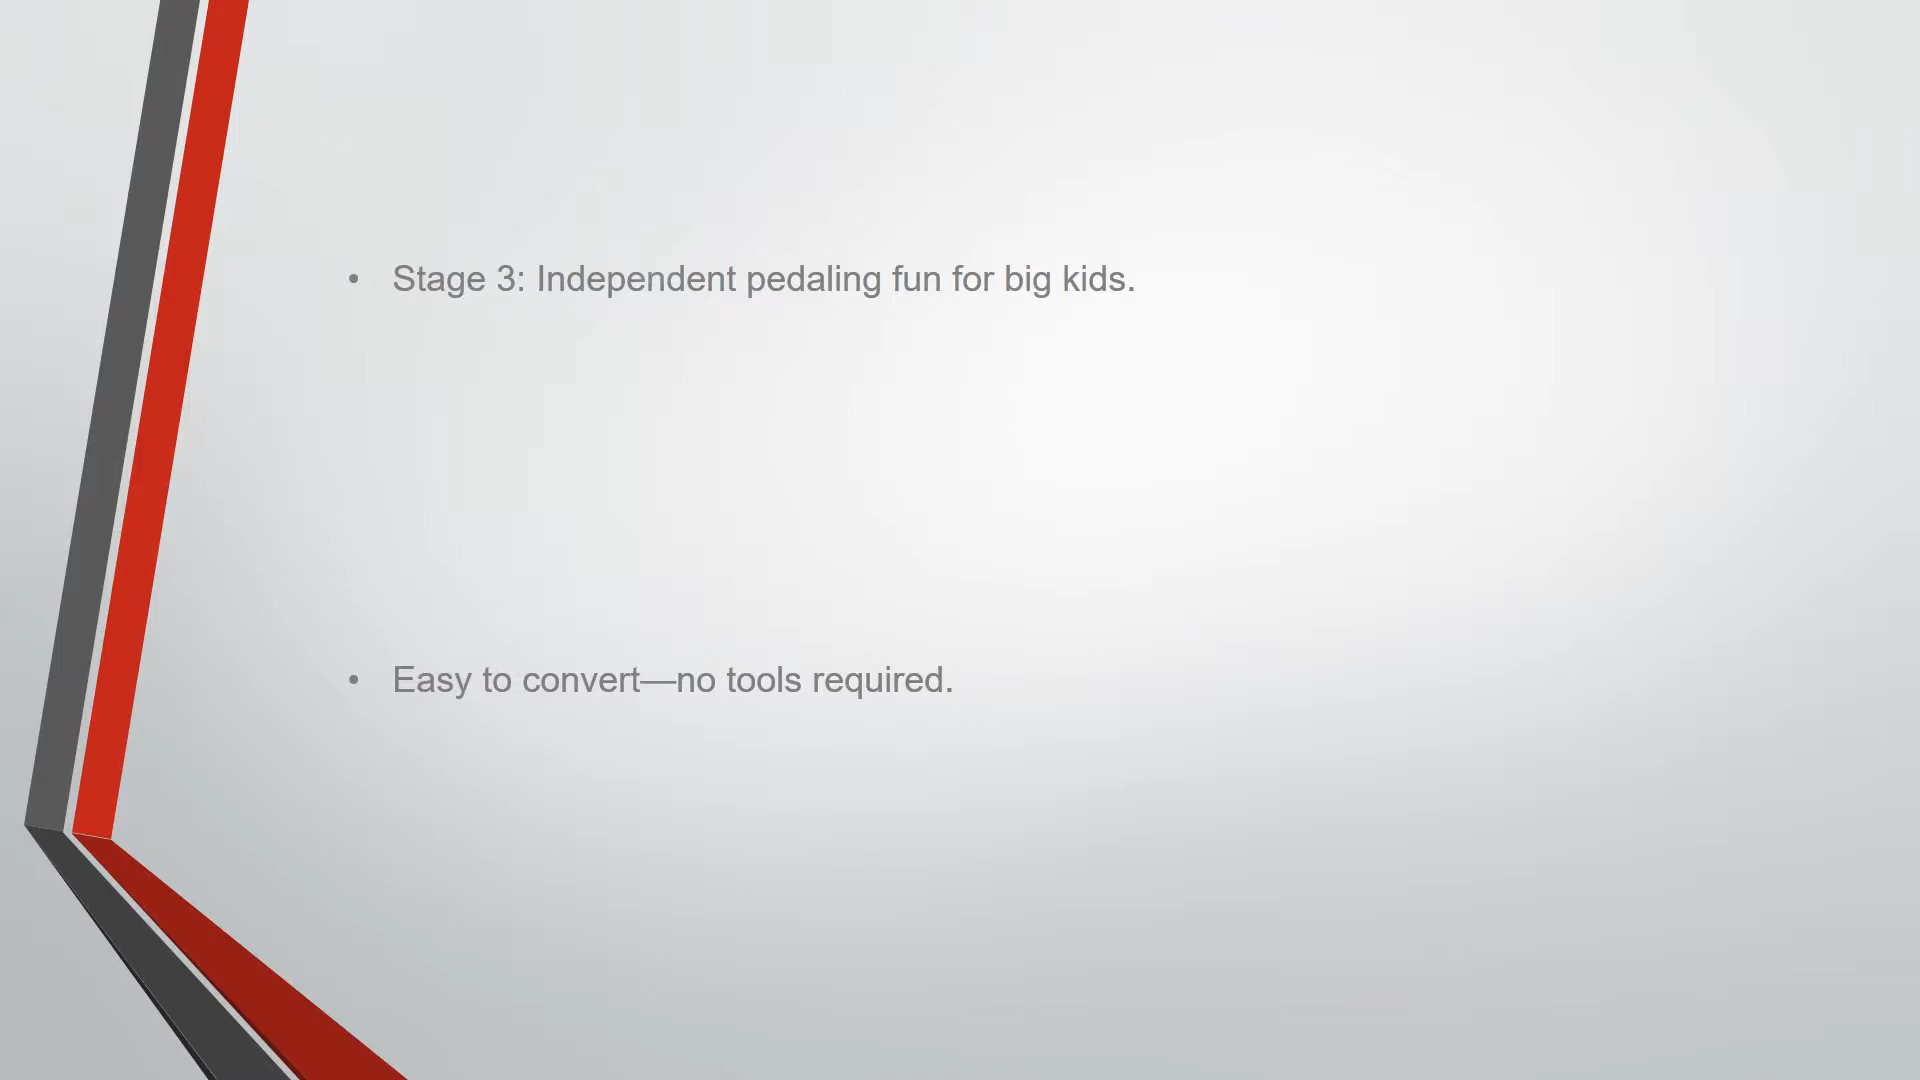 • Stage 3: Independent pedaling fun for big kids.
• Easy to convert—no tools required.